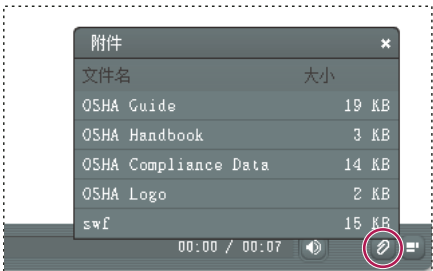 附件
文件名 大小
OSHA Guide 19 KB
OSHA Handbook 3 KB
OSHA Compliance Data 14 KB
OSHA Logo 2 KB
swf 15 KB
00:00 / 00:07